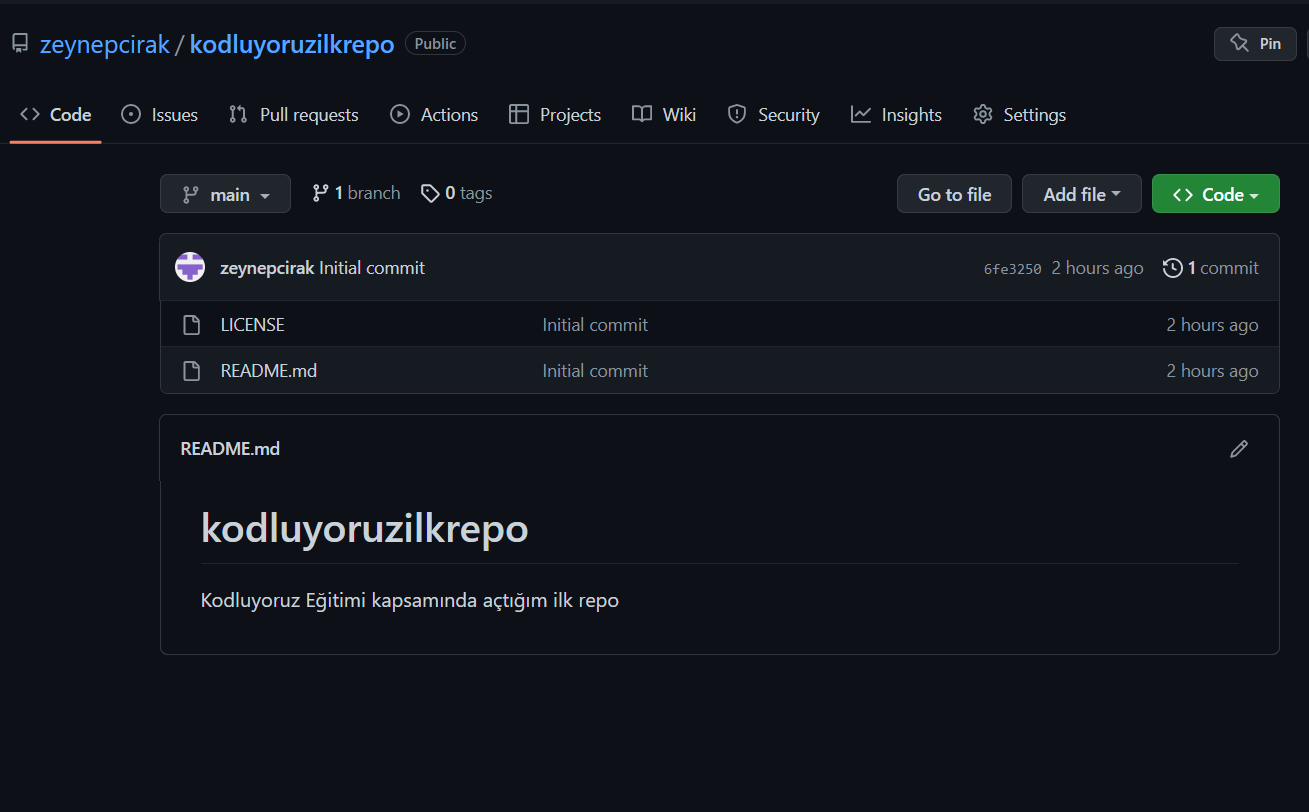 zeynepcirak / kodluyoruzilkrepo Public Pin
Code Issues Pull requests Actions Projects Wiki Security Insights Settings
main 1 branch 0 tags Go to file Add file Code
zeynepcirak Initial commit 6fe3250 2 hours ago 1 commit
LICENSE Initial commit 2 hours ago
README.md Initial commit 2 hours ago
README.md
kodluyoruzilkrepo
Kodluyoruz Eğitimi kapsamında açtığım ilk repo